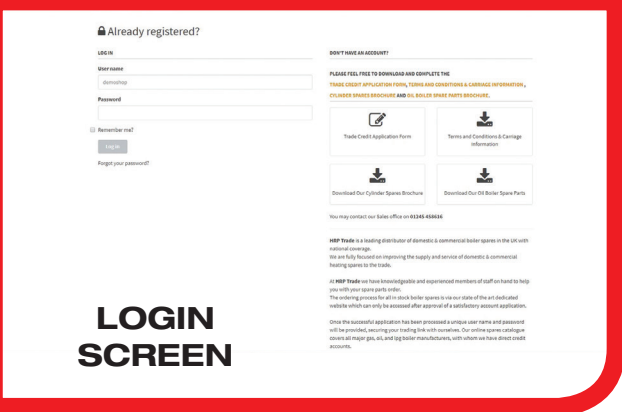 Already registered?
LOG IN
User name
demoshop
Password
Remember me?
Log in
Forgot your password?
DON'T HAVE AN ACCOUNT?
PLEASE FEEL FREE TO DOWNLOAD AND COMPLETE THE
TRADE CREDIT APPLICATION FORM, TERMS AND CONDITIONS & CARRIAGE INFORMATION,
CYLINDER SPARES BROCHURE AND OIL BOILER SPARE PARTS BROCHURE.
Trade Credit Application Form
Terms and Conditions & Carriage
Information
Download Our Cylinder Spares Brochure
Download Our Oil Boiler Spare Parts
You may contact our Sales office on 01245 458616
HRP Trade is a leading distributor of domestic & commercial boiler spares in the UK with
national coverage.
We are fully focused on improving the supply and service of domestic & commercial
heating spares to the trade.
At HRP Trade we have knowledgeable and experienced members of staff on hand to help
you with your spare parts order.
The ordering process for all in stock boiler spares is via our state of the art dedicated
website which can only be assessed after approval of a satisfactory account application.
Once the successful application has been processed a unique user name and password
will be provided, securing your trading link with ourselves. Our online spares catalogue
covers all major gas, oil, and lpg boiler manufacturers, with whom we have direct credit
accounts.
LOGIN
SCREEN